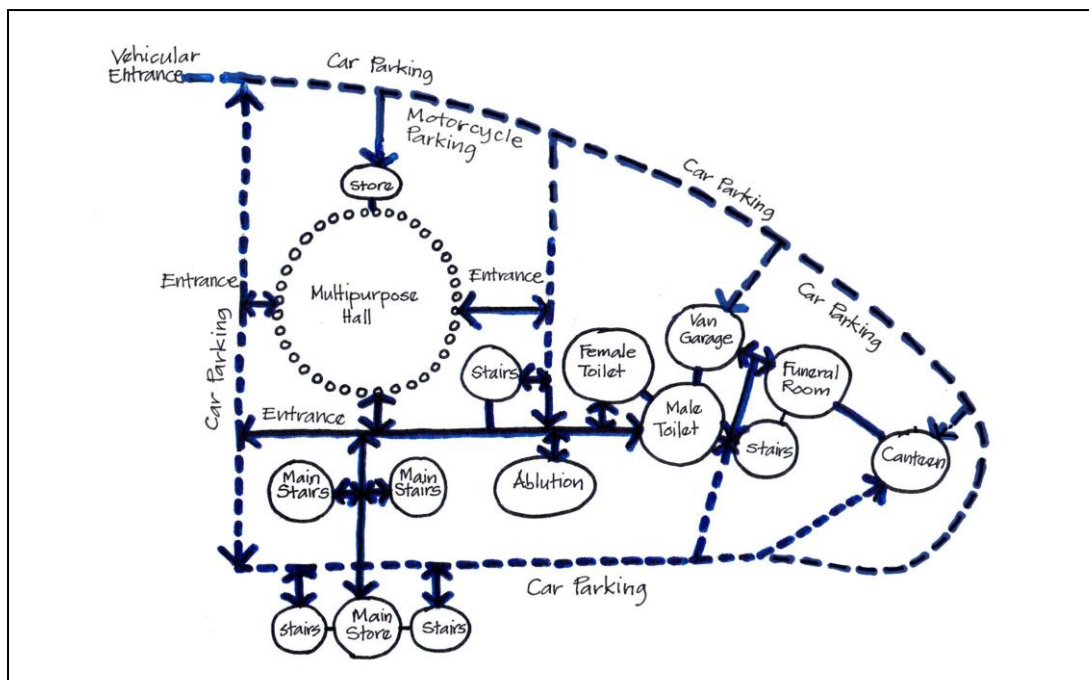 Vehicular
Entrance
Car Parking
Motorcycle
Parking
Car Parking
Store
Entrance
Multipurpose
Hall
Entrance
Car Parking
Car Parking
Van
Garage
Stairs
Female
Toilet
Funeral
Room
Entrance
Male
Toilet
Stairs
Canteen
Main
Stairs
Main
Stairs
Ablution
Car Parking
Stairs
Main
Store
Stairs